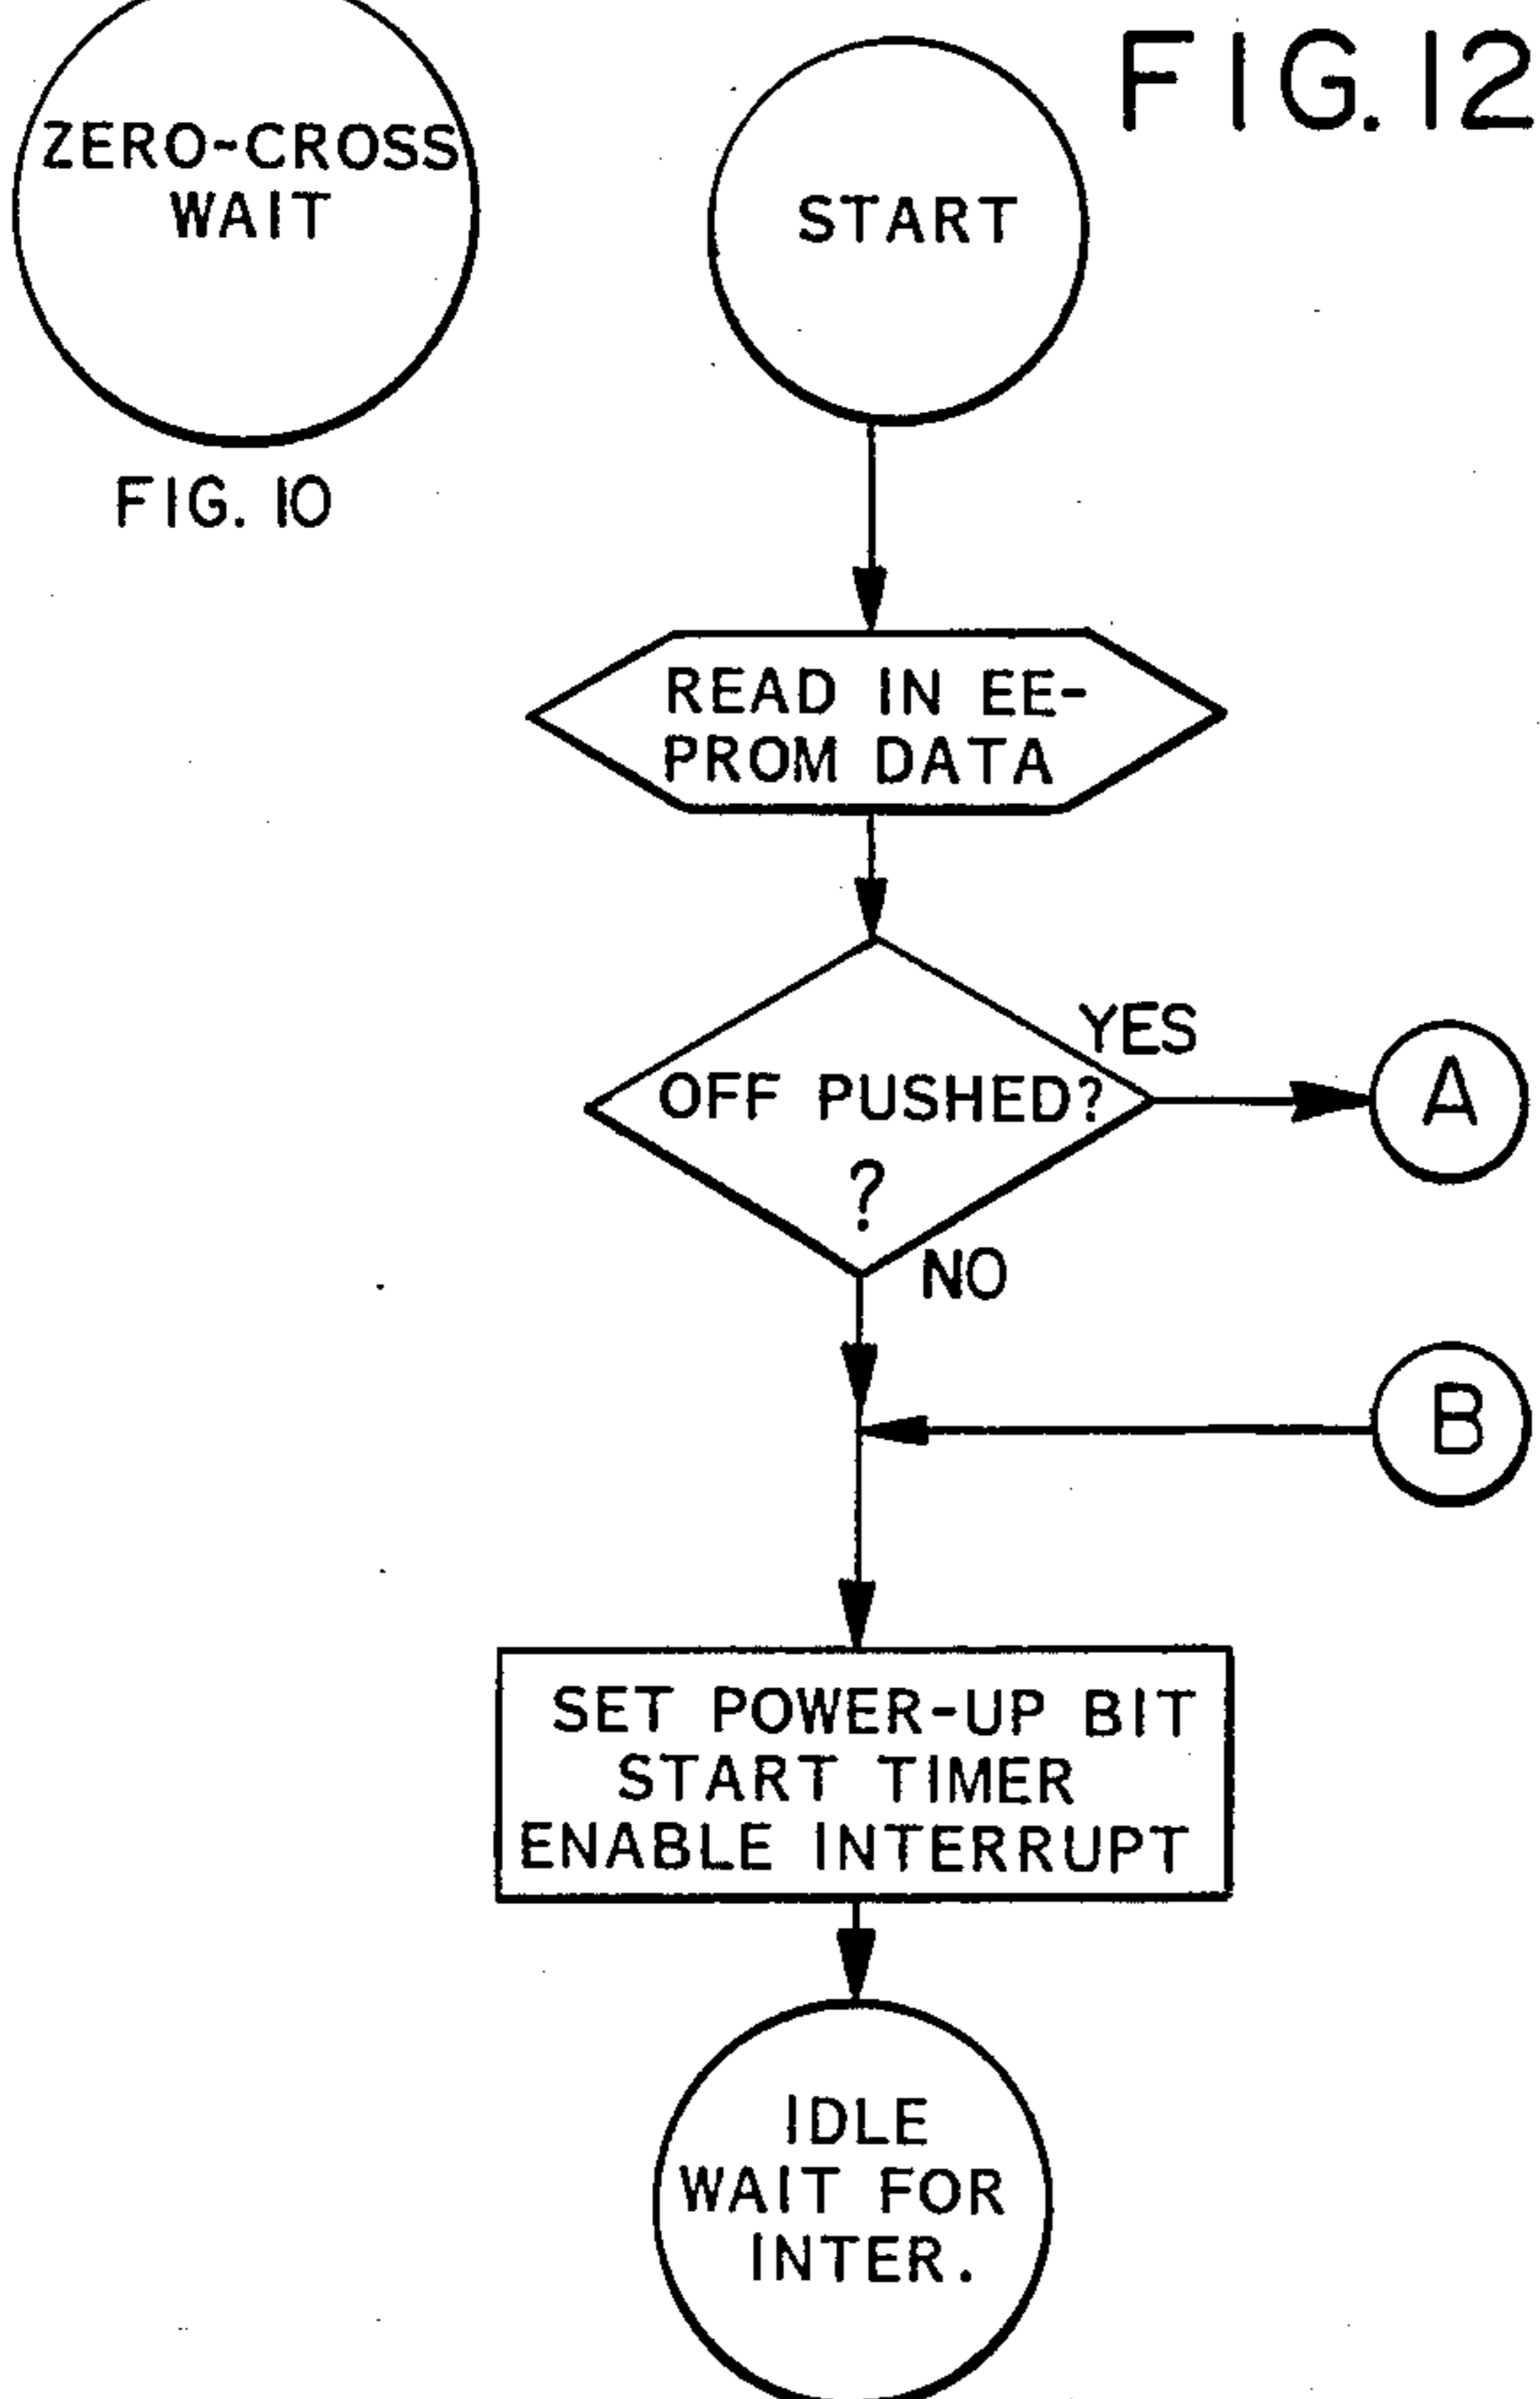 ZERO-CROSS
WAIT
FIG. 10
FIG. 12
START
READ IN EE-
PROM DATA
OFF PUSHED?
?
YES
A
NO
B
SET POWER-UP BIT
START TIMER
ENABLE INTERRUPT
IDLE
WAIT FOR
INTER.